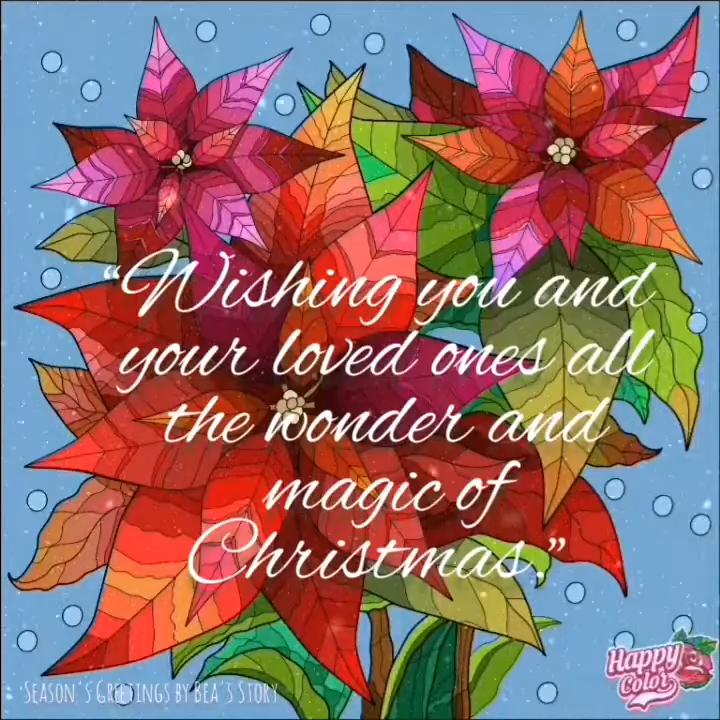 “Wishing you and
your loved ones all
the wonder and
magic of
Christmas.”
Season's Greetings by Bea's Story
Happy
Color